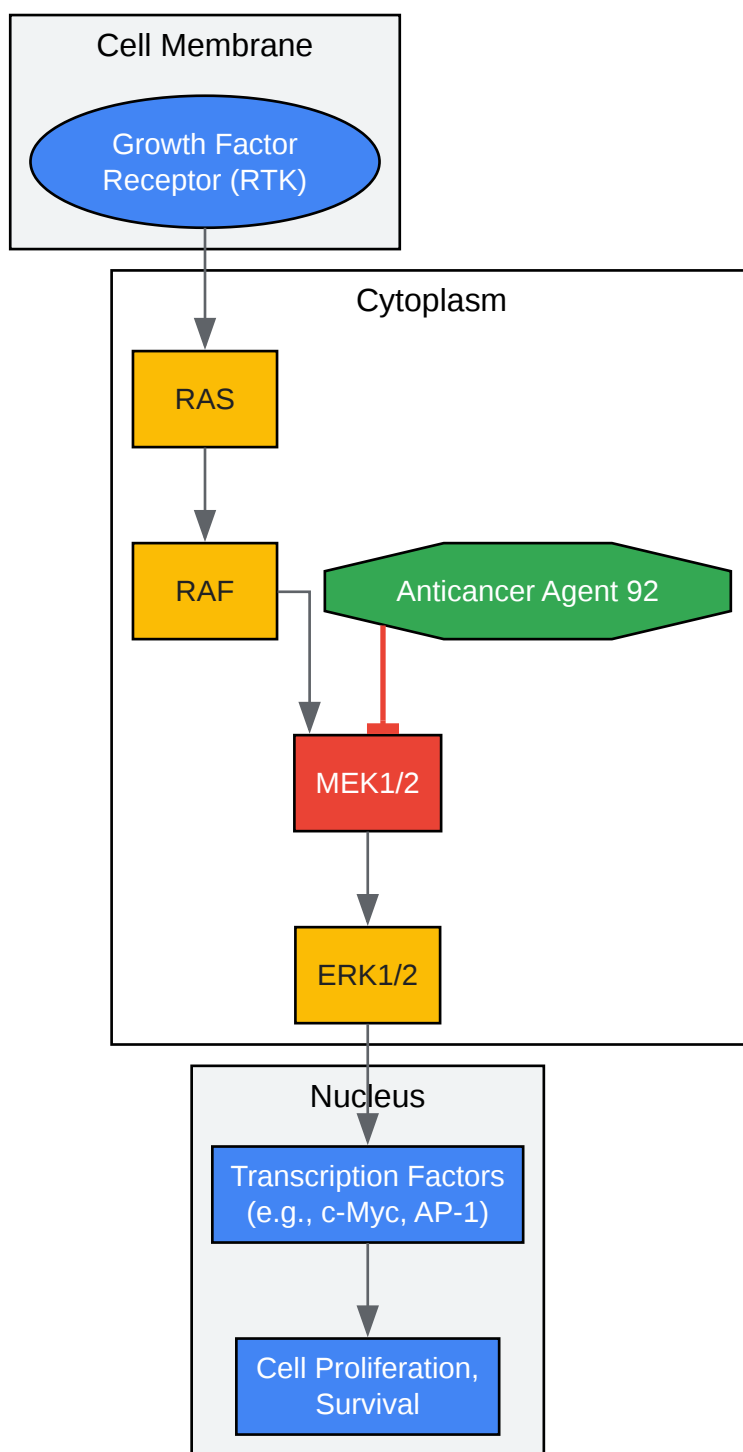 Cell Membrane
Growth Factor
Receptor (RTK)
Cytoplasm
RAS
RAF
Anticancer Agent 92
MEK1/2
ERK1/2
Nucleus
Transcription Factors
(e.g., c-Myc, AP-1)
Cell Proliferation,
Survival